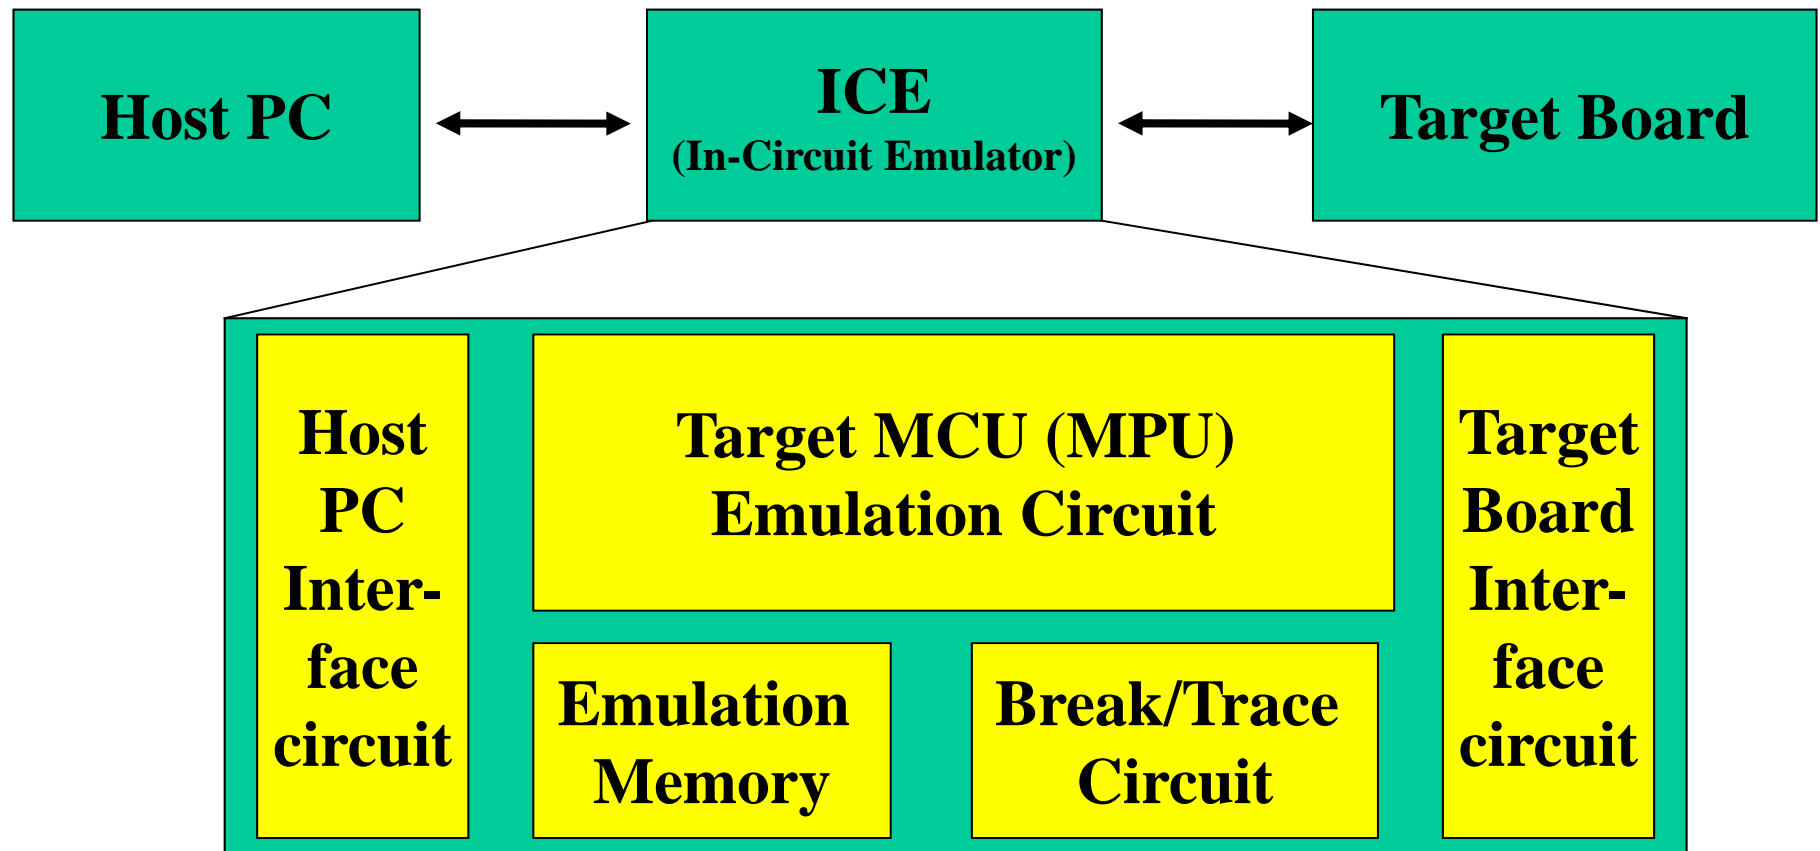 Host PC
ICE
(In-Circuit Emulator)
Target Board
Host
PC
Inter-
face
circuit
Target MCU (MPU)
Emulation Circuit
Emulation
Memory
Break/Trace
Circuit
Target
Board
Inter-
face
circuit